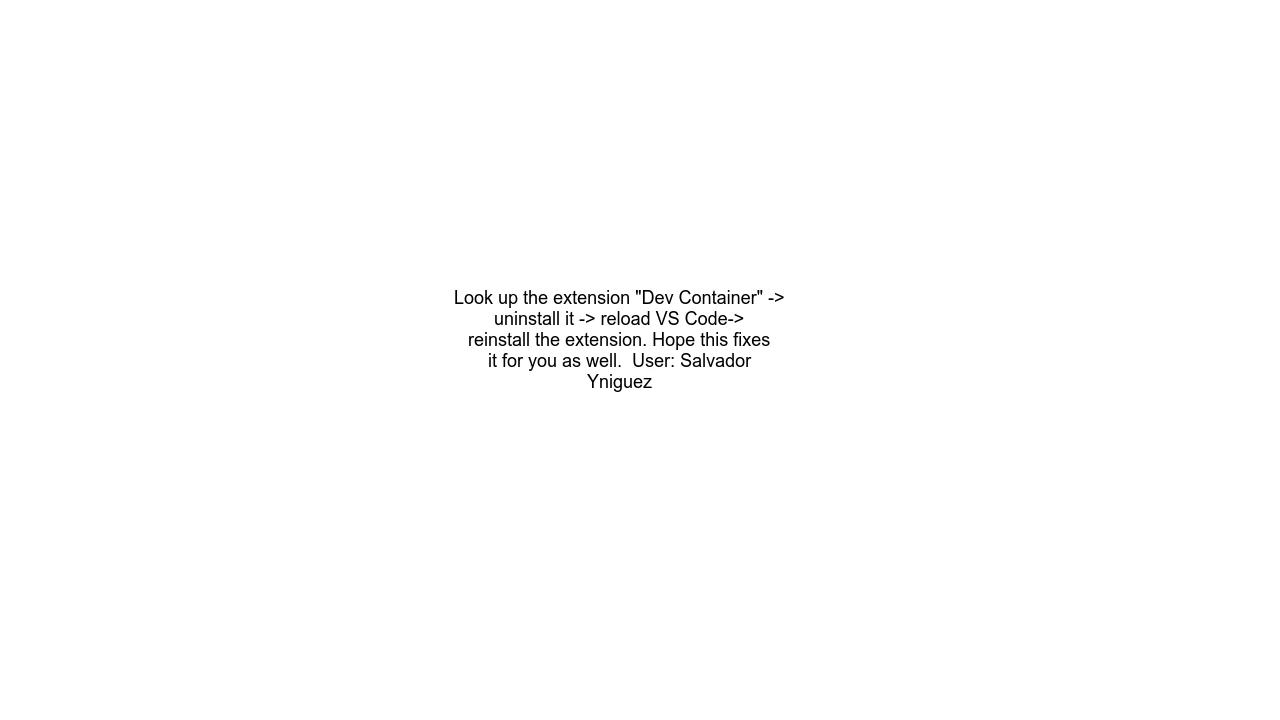 Look up the extension "Dev Container" ->
uninstall it -> reload VS Code->
reinstall the extension. Hope this fixes
it for you as well.  User: Salvador
Yniguez